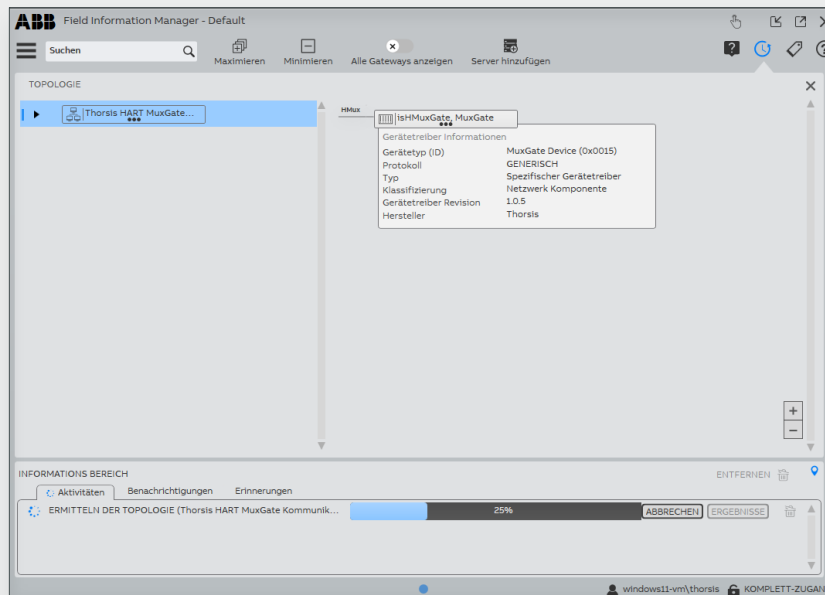 ABB Field Information Manager - Default
Suchen
Maximieren
Minimieren
Alle Gateways anzeigen
Server hinzufügen
TOPOLOGIE
Thorsis HART MuxGate...
HMux
isHMuxGate, MuxGate
Gerätetreiber Informationen
Gerätetyp (ID) MuxGate Device (0x0015)
Protokoll GENERISCH
Typ Spezifischer Gerätetreiber
Klassifizierung Netzwerk Komponente
Gerätetreiber Revision 1.0.5
Hersteller Thorsis
INFORMATIONS BEREICH
ENTFERNEN
Aktivitäten Benachrichtigungen Erinnerungen
ERMITTELN DER TOPOLOGIE (Thorsis HART MuxGate Kommunik... 25% ABBRECHEN ERGEBNISSE
windows11-vm\thorsis KOMPLETT-ZUGAN